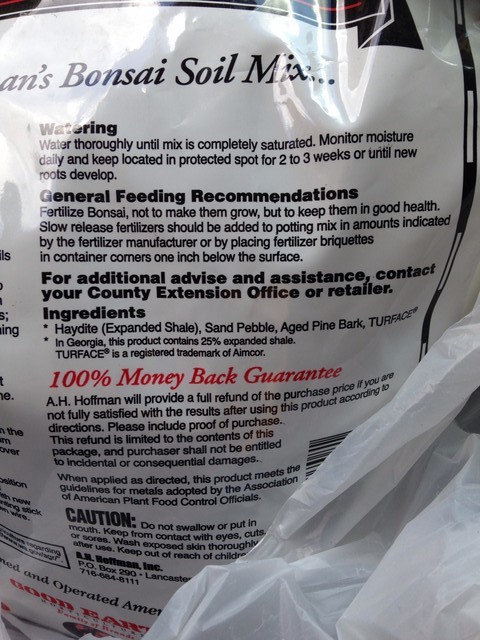 an's Bonsai Soil Mix...
Watering
Water thoroughly until mix is completely saturated. Monitor moisture
daily and keep located in protected spot for 2 to 3 weeks or until new
roots develop.
General Feeding Recommendations
Fertilize Bonsai, not to make them grow, but to keep them in good health.
Slow release fertilizers should be added to potting mix in amounts indicated
by the fertilizer manufacturer or by placing fertilizer briquettes
in container corners one inch below the surface.
For additional advise and assistance, contact
your County Extension Office or retailer.
Ingredients
* Haydite (Expanded Shale), Sand Pebble, Aged Pine Bark, TURFACE®
* In Georgia, this product contains 25% expanded shale.
TURFACE® is a registered trademark of Aimcor.
100% Money Back Guarantee
A.H. Hoffman will provide a full refund of the purchase price if you are
not fully satisfied with the results after using this product according to
directions. Please include proof of purchase.
This refund is limited to the contents of this
package, and purchaser shall not be entitled
to incidental or consequential damages.
When applied as directed, this product meets the
guidelines for metals adopted by the Association
of American Plant Food Control Officials.
CAUTION: Do not swallow or put in
mouth. Keep from contact with eyes, cuts,
or sores. Wash exposed skin thoroughly
after use. Keep out of reach of childre
A.H. Hoffman, Inc.
P.O. Box 290 • Lancaster
716-684-8111
ned and Operated Amer
GOOD EAR